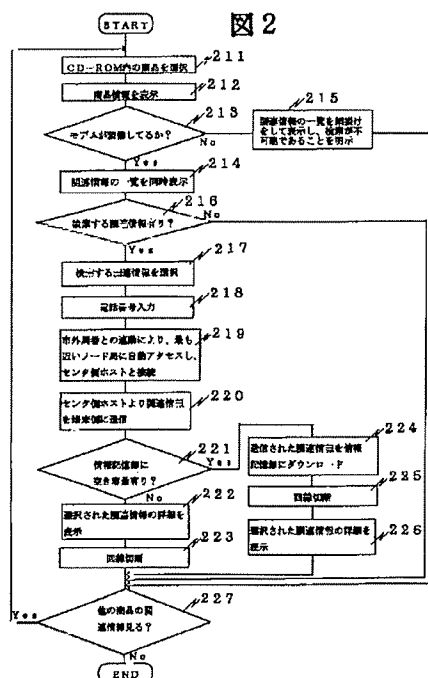 図2
START
211
CD-ROM内の商品を選択
212
商品情報を表示
213
モデムが装備してるか?
No
Yes
215
関連情報の一覧を網掛け
をして表示し、検索が不
可能であることを明示
214
関連情報の一覧を同時表示
216
検索する関連情報有り?
No
Yes
217
検索する関連情報を選択
218
電話番号入力
219
市外局番との連動により、最も
近いノード局に自動アクセスし、
センタ側ホストと接続
220
センタ側ホストより関連情報
を端末側に送信
221
情報記憶部に
空き容量有り?
Yes
No
224
送信された関連情報を情報
記憶部にダウンロード
225
回線切断
226
選択された関連情報の詳細を
表示
222
選択された関連情報の詳細
を表示
223
回線切断
227
他の商品の関
連情報見る?
Yes
No
END